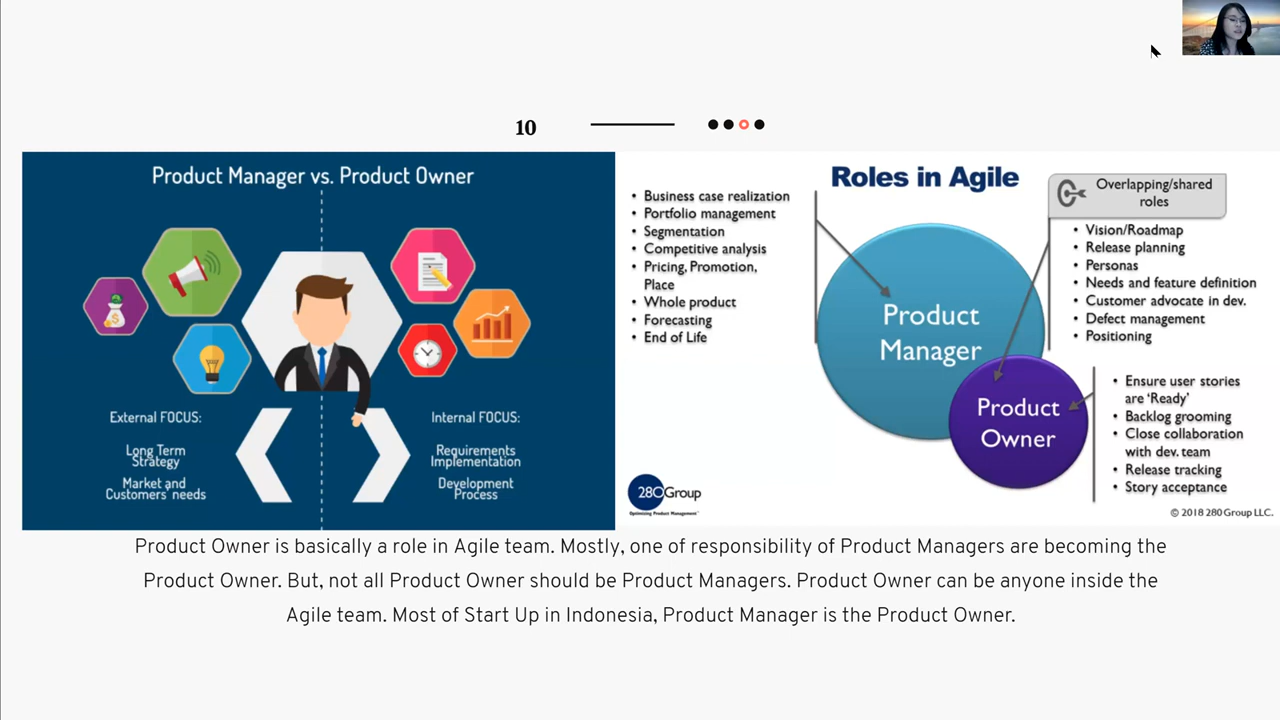 10
Product Manager vs. Product Owner
External FOCUS:
Long Term
Strategy
Market and
Customers' needs
Internal FOCUS:
Requirements
Implementation
Development
Process
Roles in Agile
• Business case realization
• Portfolio management
• Segmentation
• Competitive analysis
• Pricing, Promotion,
Place
• Whole product
• Forecasting
• End of Life
Product
Manager
Product
Owner
Overlapping/shared
roles
• Vision/Roadmap
• Release planning
• Personas
• Needs and feature definition
• Customer advocate in dev.
• Defect management
• Positioning
• Ensure user stories
are 'Ready'
• Backlog grooming
• Close collaboration
with dev. team
• Release tracking
• Story acceptance
280 Group
Optimizing Product Management™
© 2018 280 Group LLC.
Product Owner is basically a role in Agile team. Mostly, one of responsibility of Product Managers are becoming the
Product Owner. But, not all Product Owner should be Product Managers. Product Owner can be anyone inside the
Agile team. Most of Start Up in Indonesia, Product Manager is the Product Owner.